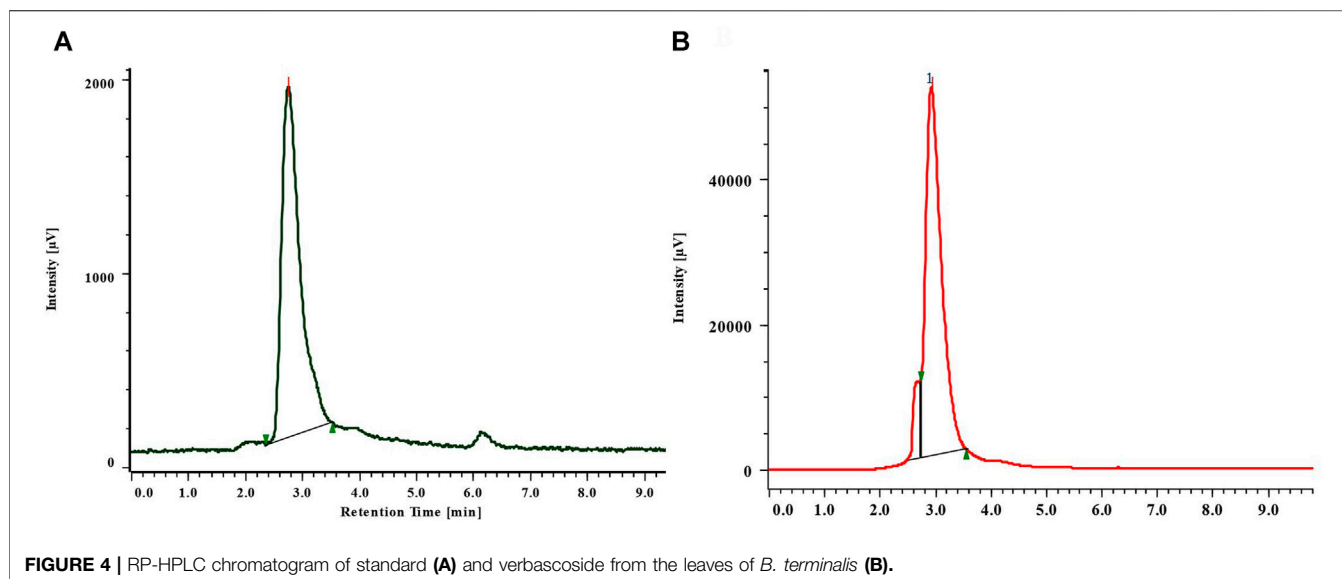 A
2000
1000
0
Intensity [µV]
0.0 1.0 2.0 3.0 4.0 5.0 6.0 7.0 8.0 9.0
Retention Time [min]
B
B
1
40000
20000
0
Intensity [µV]
0.0 1.0 2.0 3.0 4.0 5.0 6.0 7.0 8.0 9.0
FIGURE 4 | RP-HPLC chromatogram of standard (A) and verbascoside from the leaves of B. terminalis (B).